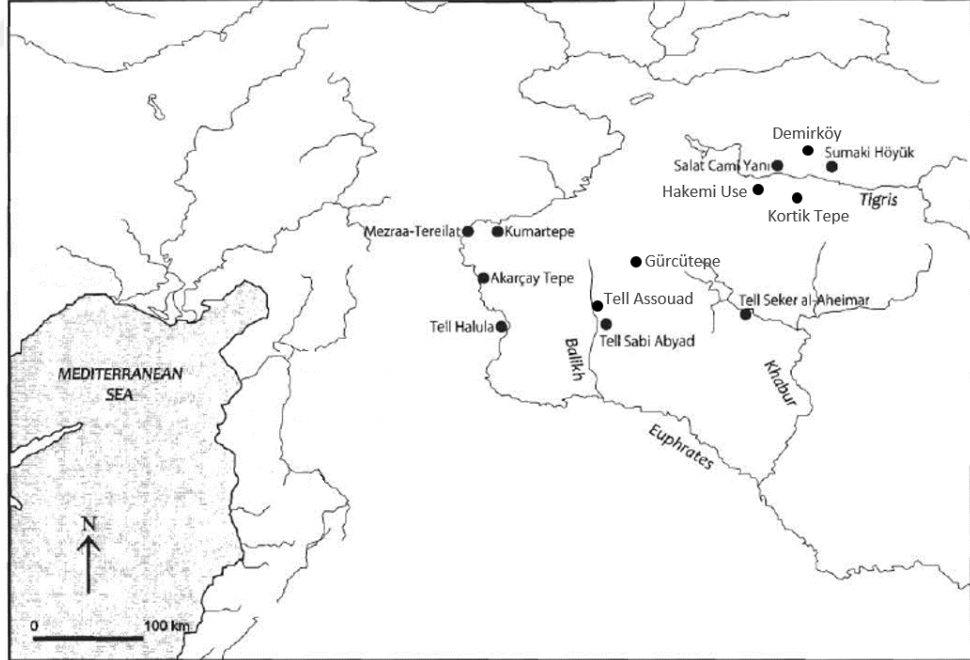 Demirköy
Sumaki Höyük
Salat Cami Yanı
Hakemi Use
Tigris
Kortik Tepe
Mezraa-Tereilat
Kumartepe
Gürcütepe
Akarçay Tepe
Tell Assouad
Tell Seker al-Aheimar
Tell Halula
Tell Sabi Abyad
Balikh
MEDITERRANEAN
SEA
Khabur
Euphrates
N
0
100 km